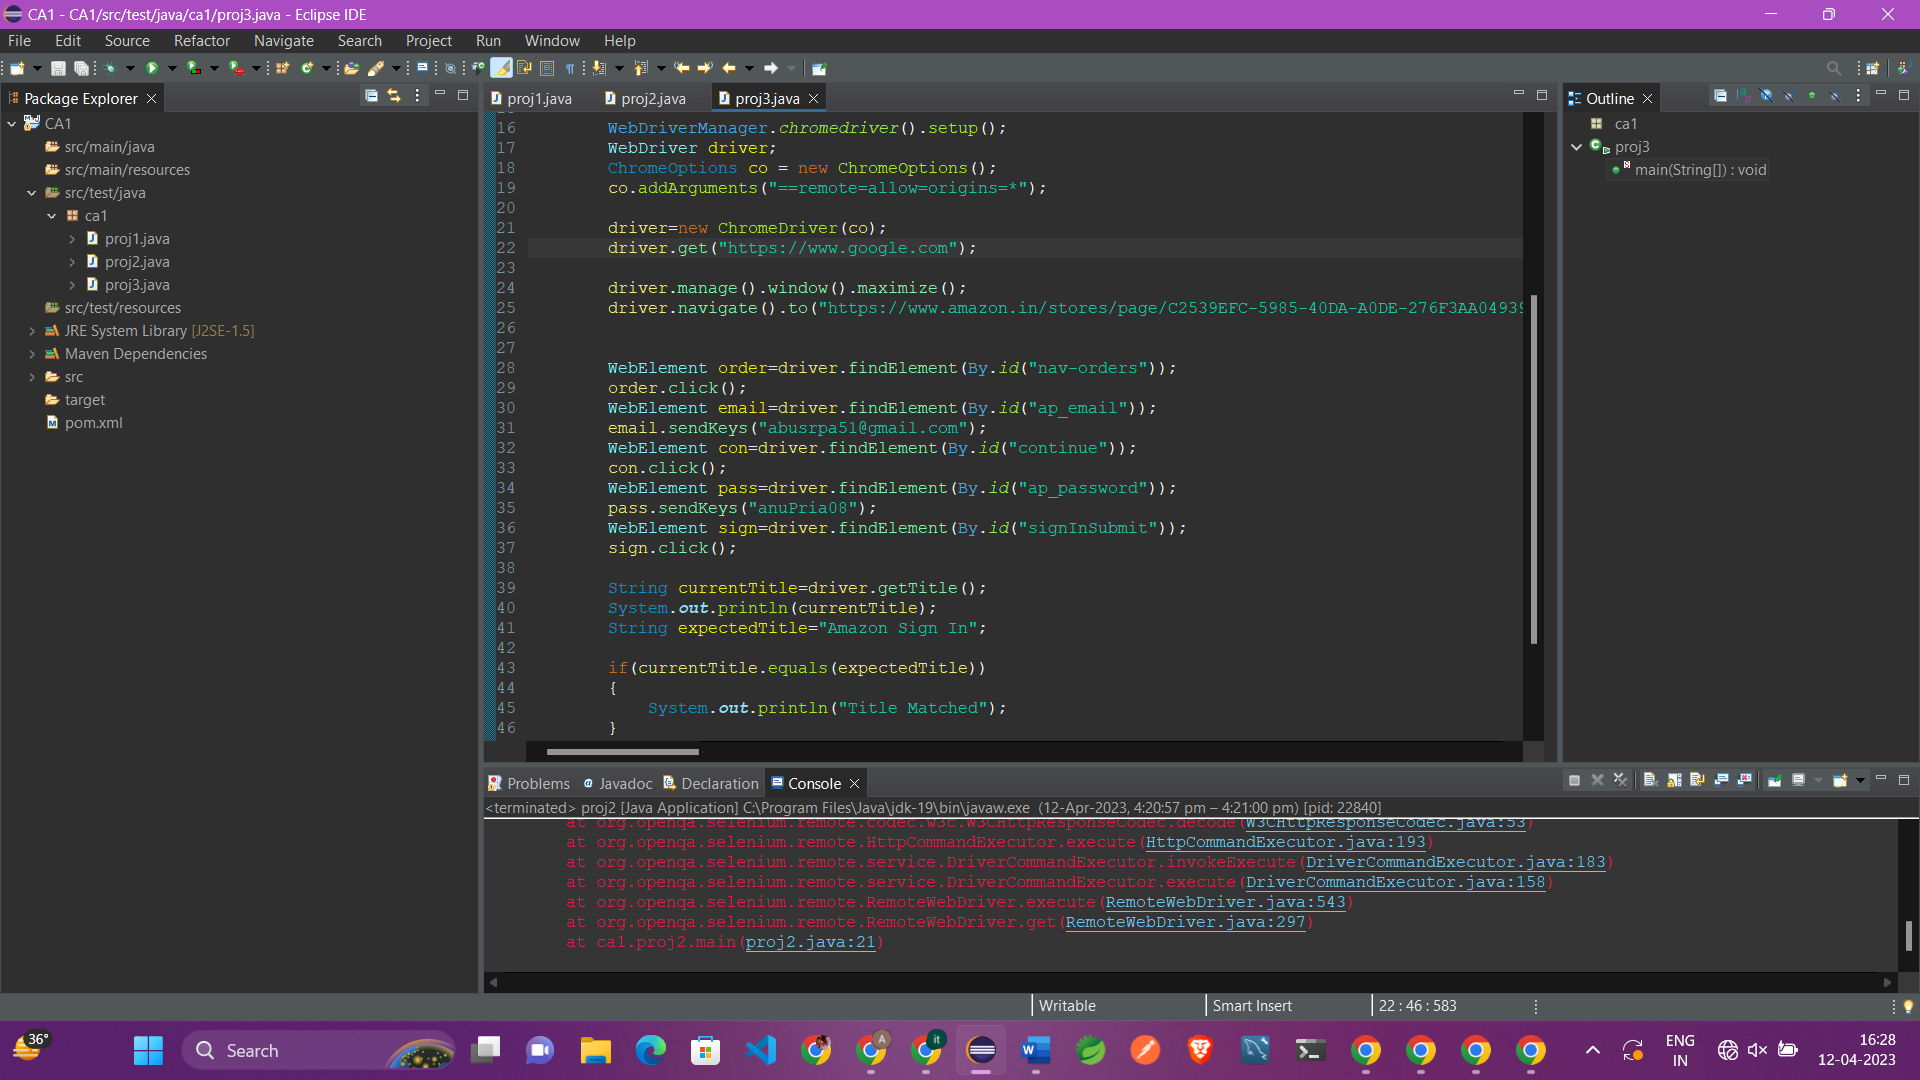 CA1 - CA1/src/test/java/ca1/proj3.java - Eclipse IDE
File Edit Source Refactor Navigate Search Project Run Window Help
Package Explorer
CA1
src/main/java
src/main/resources
src/test/java
ca1
proj1.java
proj2.java
proj3.java
src/test/resources
JRE System Library [J2SE-1.5]
Maven Dependencies
src
target
pom.xml
proj1.java proj2.java proj3.java
16 WebDriverManager.chromedriver().setup();
17 WebDriver driver;
18 ChromeOptions co = new ChromeOptions();
19 co.addArguments("==remote=allow=origins=*");
20
21 driver=new ChromeDriver(co);
22 driver.get("https://www.google.com");
23
24 driver.manage().window().maximize();
25 driver.navigate().to("https://www.amazon.in/stores/page/C2539EFC-5985-40DA-A0DE-276F3AA04939
26
27
28 WebElement order=driver.findElement(By.id("nav-orders"));
29 order.click();
30 WebElement email=driver.findElement(By.id("ap_email"));
31 email.sendKeys("abusrpa51@gmail.com");
32 WebElement con=driver.findElement(By.id("continue"));
33 con.click();
34 WebElement pass=driver.findElement(By.id("ap_password"));
35 pass.sendKeys("anuPria08");
36 WebElement sign=driver.findElement(By.id("signInSubmit"));
37 sign.click();
38
39 String currentTitle=driver.getTitle();
40 System.out.println(currentTitle);
41 String expectedTitle="Amazon Sign In";
42
43 if(currentTitle.equals(expectedTitle))
44 {
45 System.out.println("Title Matched");
46 }
Outline
ca1
proj3
main(String[]) : void
Problems Javadoc Declaration Console
<terminated> proj2 [Java Application] C:\Program Files\Java\jdk-19\bin\javaw.exe (12-Apr-2023, 4:20:57 pm – 4:21:00 pm) [pid: 22840]
at org.openqa.selenium.remote.codec.w3c.W3CHttpResponseCodec.decode(W3CHttpResponseCodec.java:53)
at org.openqa.selenium.remote.HttpCommandExecutor.execute(HttpCommandExecutor.java:193)
at org.openqa.selenium.remote.service.DriverCommandExecutor.invokeExecute(DriverCommandExecutor.java:183)
at org.openqa.selenium.remote.service.DriverCommandExecutor.execute(DriverCommandExecutor.java:158)
at org.openqa.selenium.remote.RemoteWebDriver.execute(RemoteWebDriver.java:543)
at org.openqa.selenium.remote.RemoteWebDriver.get(RemoteWebDriver.java:297)
at ca1.proj2.main(proj2.java:21)
Writable Smart Insert 22 : 46 : 583
36°
Search
ENG
IN
16:28
12-04-2023